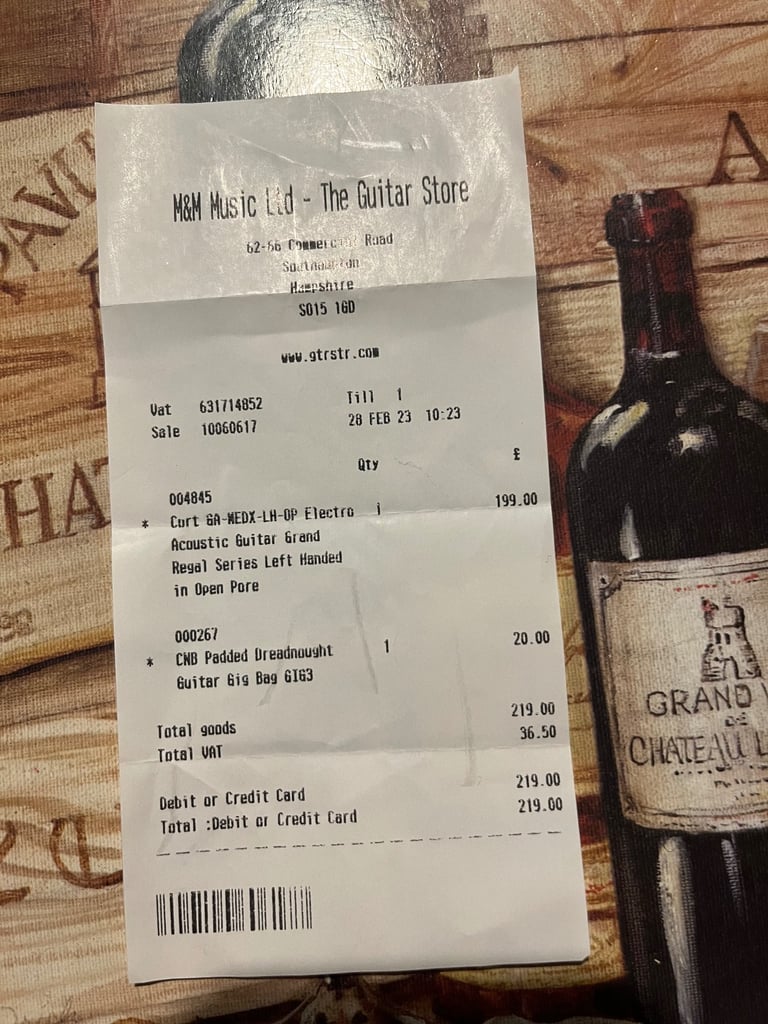 M&M Music Ltd - The Guitar Store
62-66 Commercial Road
Southampton
Hampshire
SO15 1GD
www.gtrstr.com
Vat 631714852 Till 1
Sale 10060617 28 FEB 23 10:23
Qty £
004845
* Cort GA-MEDX-LH-OP Electro 1 199.00
Acoustic Guitar Grand
Regal Series Left Handed
in Open Pore
000267
* CNB Padded Dreadnought 1 20.00
Guitar Gig Bag GIG3
Total goods 219.00
Total VAT 36.50
Debit or Credit Card 219.00
Total :Debit or Credit Card 219.00
PAVI
A
HA
GRAND
DE
CHATEAU L